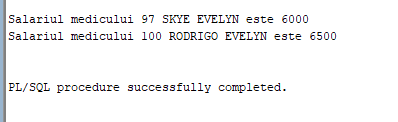 Salariul medicului 97 SKYE EVELYN este 6000
Salariul medicului 100 RODRIGO EVELYN este 6500
PL/SQL procedure successfully completed.